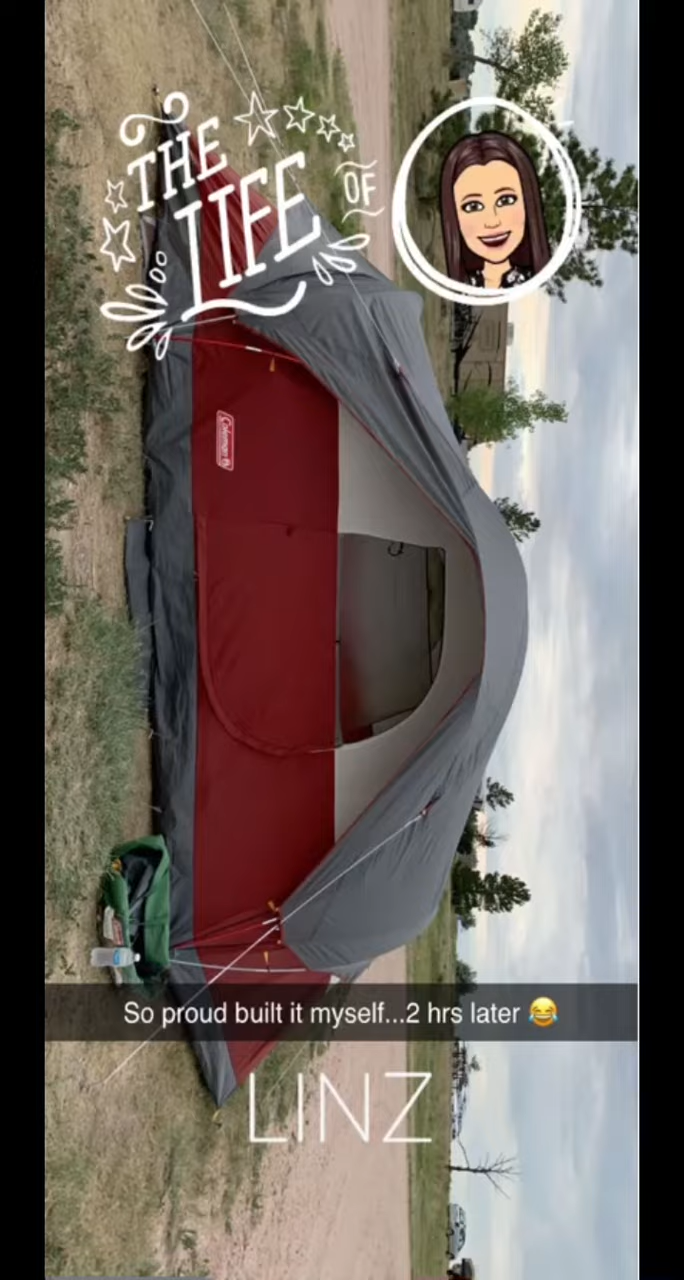 THE
LIFE
OF
Coleman
So proud built it myself...2 hrs later 😂
LINZ